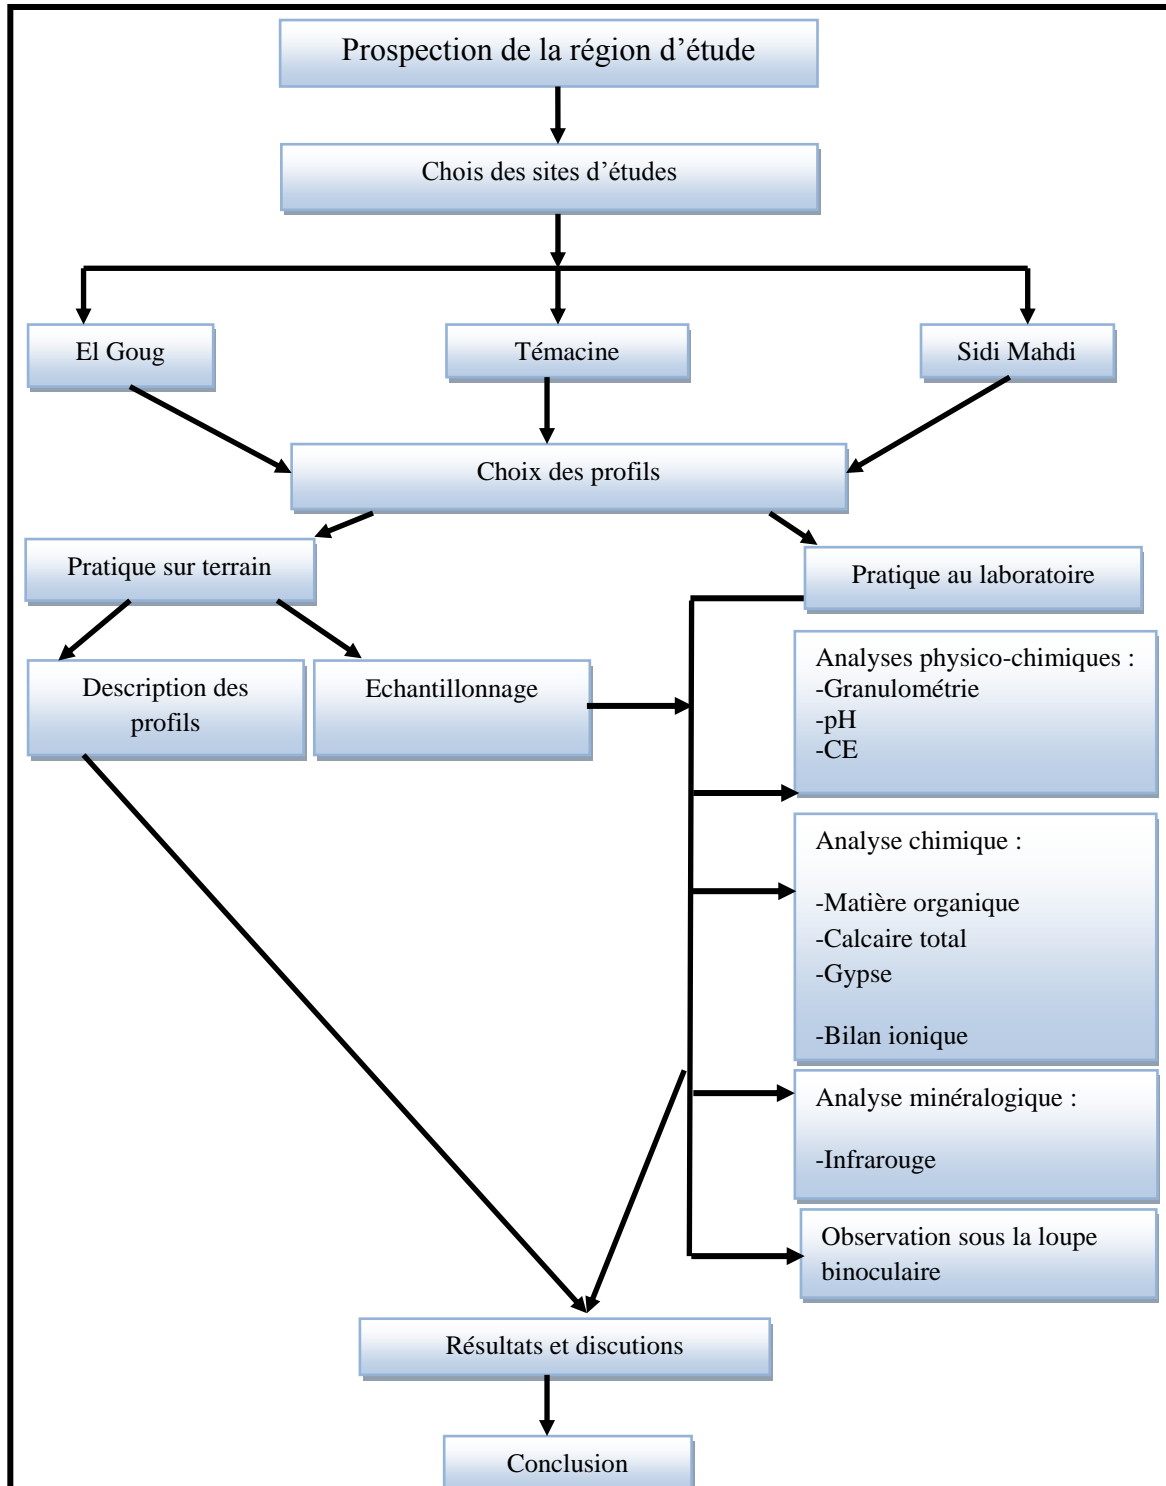 Prospection de la région d’étude
Chois des sites d’études
El Goug
Témacine
Sidi Mahdi
Choix des profils
Pratique sur terrain
Pratique au laboratoire
Description des
profils
Echantillonnage
Analyses physico-chimiques :
-Granulométrie
-pH
-CE
Analyse chimique :
-Matière organique
-Calcaire total
-Gypse
-Bilan ionique
Analyse minéralogique :
-Infrarouge
Observation sous la loupe
binoculaire
Résultats et discutions
Conclusion